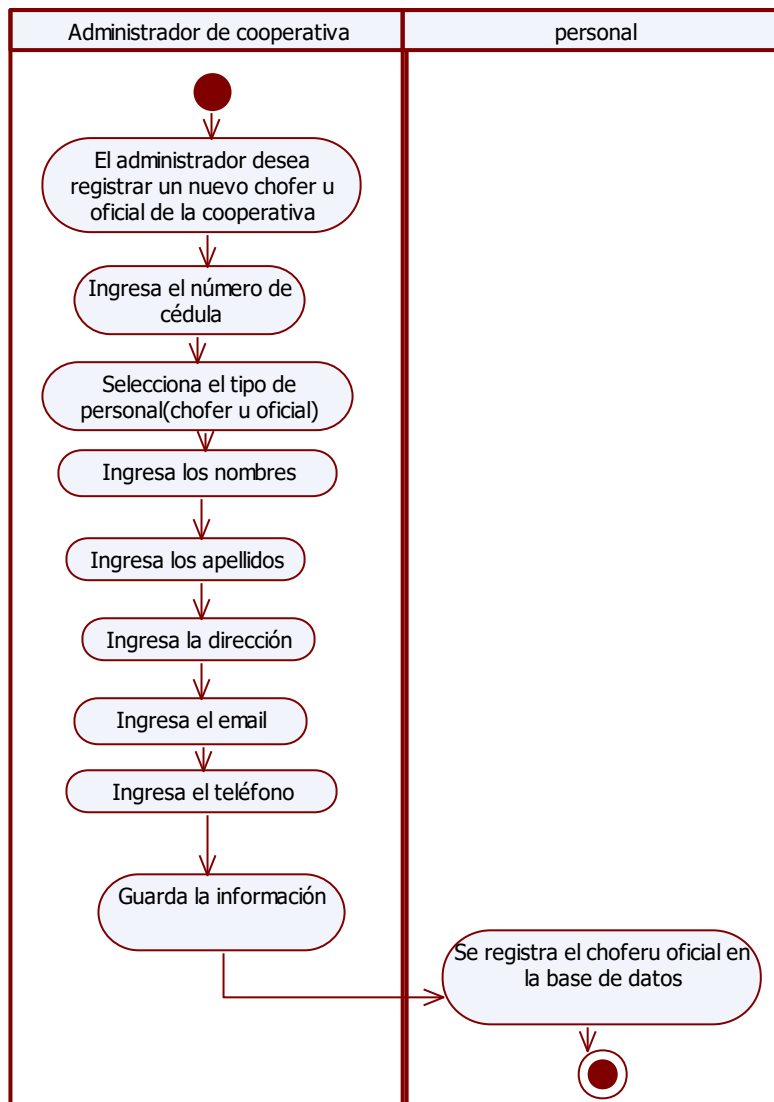 Administrador de cooperativa
personal
El administrador desea
registrar un nuevo chofer u
oficial de la cooperativa
Ingresa el número de
cédula
Selecciona el tipo de
personal(chofer u oficial)
Ingresa los nombres
Ingresa los apellidos
Ingresa la dirección
Ingresa el email
Ingresa el teléfono
Guarda la información
Se registra el choferu oficial en
la base de datos